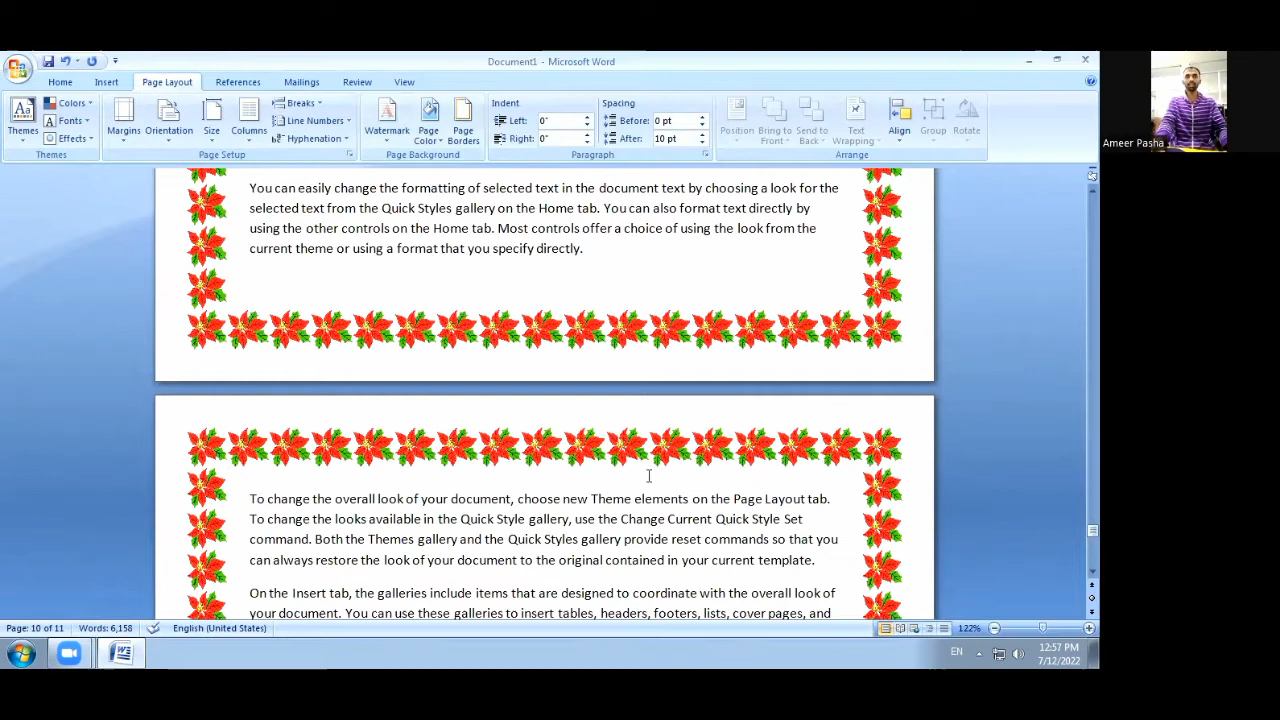 Document1 - Microsoft Word
Home Insert Page Layout References Mailings Review View
Themes
Colors
Fonts
Effects
Themes
Margins
Orientation
Size
Columns
Breaks
Line Numbers
Hyphenation
Page Setup
Watermark
Page Color
Page Borders
Page Background
Indent
Left: 0"
Right: 0"
Spacing
Before: 0 pt
After: 10 pt
Paragraph
Position
Bring to Front
Send to Back
Text Wrapping
Align
Group
Rotate
Arrange
Ameer Pasha
You can easily change the formatting of selected text in the document text by choosing a look for the
selected text from the Quick Styles gallery on the Home tab. You can also format text directly by
using the other controls on the Home tab. Most controls offer a choice of using the look from the
current theme or using a format that you specify directly.
To change the overall look of your document, choose new Theme elements on the Page Layout tab.
To change the looks available in the Quick Style gallery, use the Change Current Quick Style Set
command. Both the Themes gallery and the Quick Styles gallery provide reset commands so that you
can always restore the look of your document to the original contained in your current template.
On the Insert tab, the galleries include items that are designed to coordinate with the overall look of
your document. You can use these galleries to insert tables, headers, footers, lists, cover pages, and
Page: 10 of 11 Words: 6,158 English (United States) 122%
EN
12:57 PM
7/12/2022